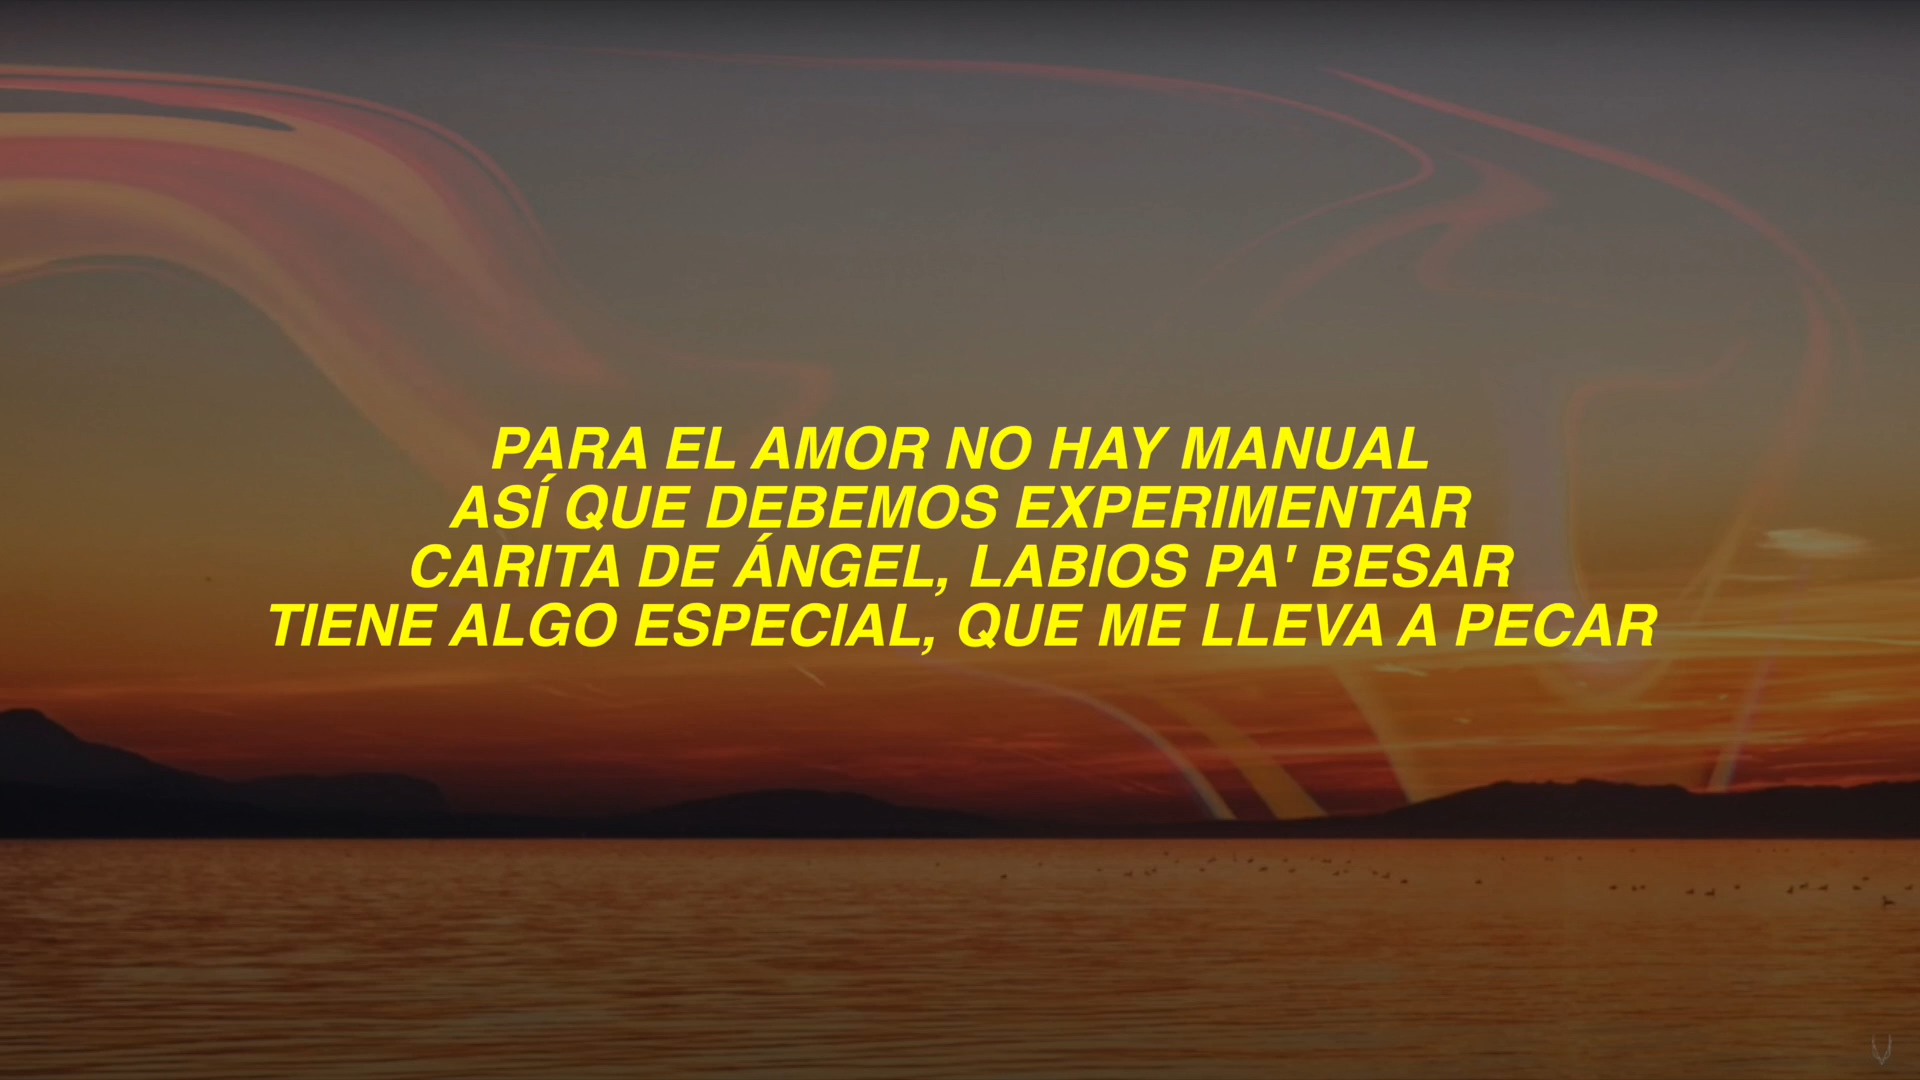 PARA EL AMOR NO HAY MANUAL
ASÍ QUE DEBEMOS EXPERIMENTAR
CARITA DE ÁNGEL, LABIOS PA' BESAR
TIENE ALGO ESPECIAL, QUE ME LLEVA A PECAR